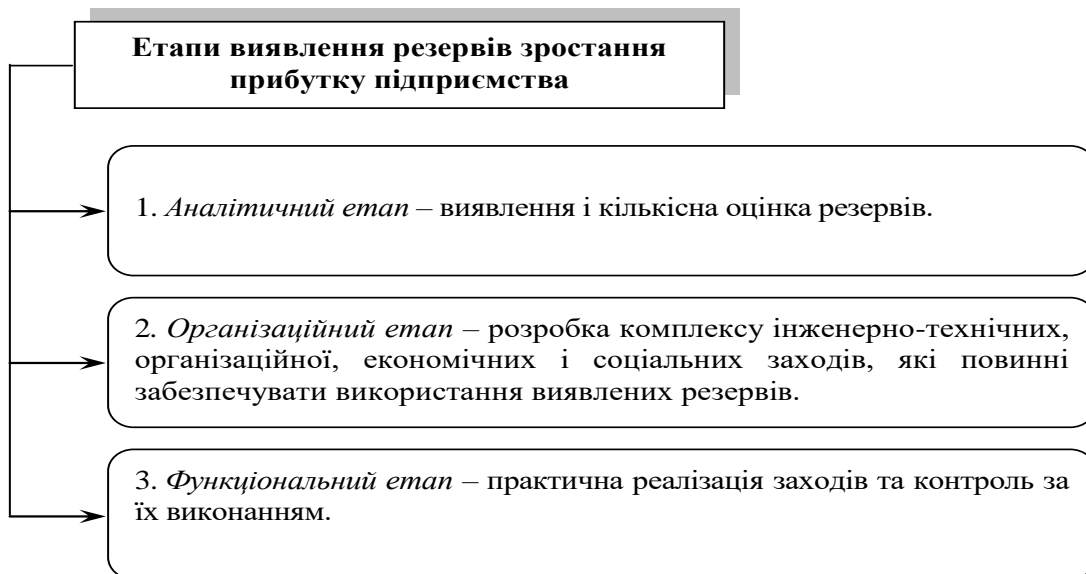 Етапи виявлення резервів зростання
прибутку підприємства
1. Аналітичний етап – виявлення і кількісна оцінка резервів.
2. Організаційний етап – розробка комплексу інженерно-технічних,
організаційної, економічних і соціальних заходів, які повинні
забезпечувати використання виявлених резервів.
3. Функціональний етап – практична реалізація заходів та контроль за
їх виконанням.